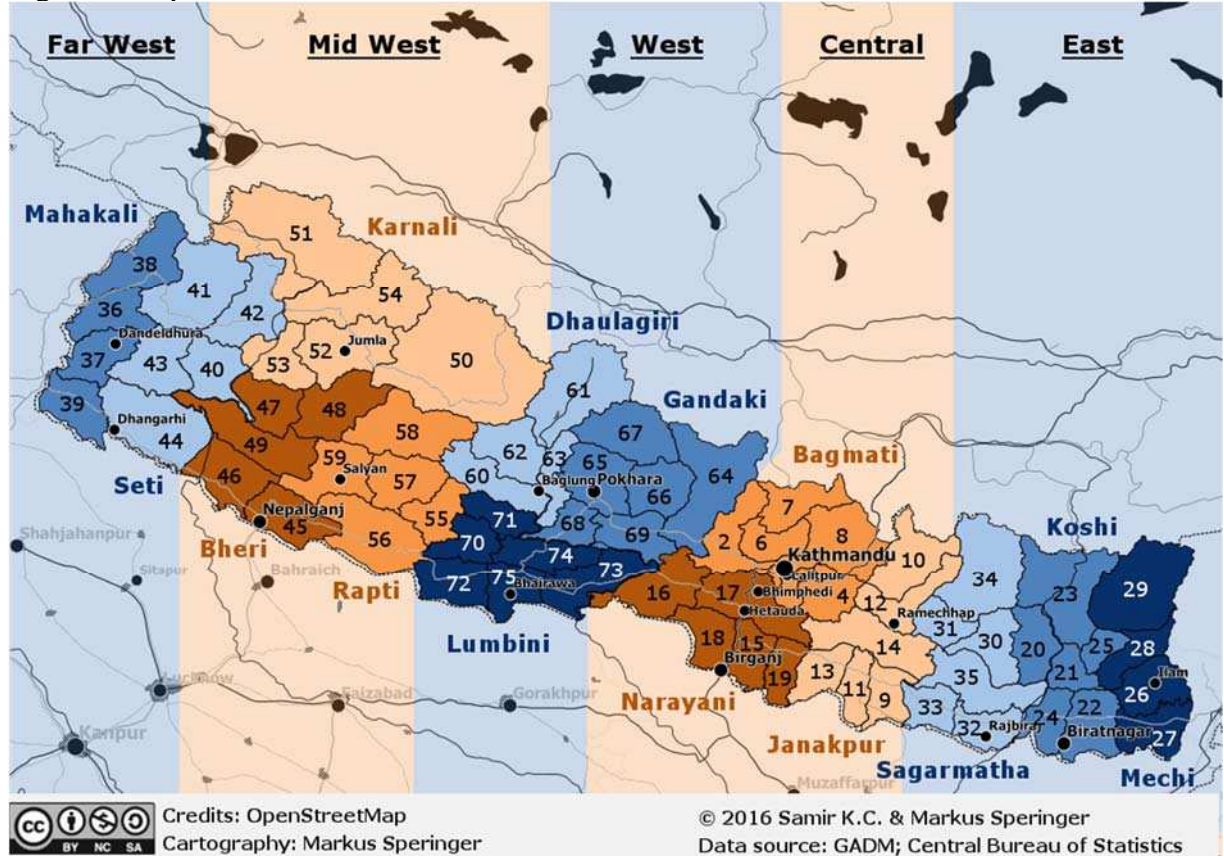 Far West
Mid West
West
Central
East
Mahakali
Karnali
51
38
41
54
36
42
Dhaulagiri
Dandeldhura
Jumla
37
43
40
53
52
50
61
39
Gandaki
Dhangarhi
47
48
67
44
49
58
62
63
65
64
Bagmati
59
60
Baglung
Pokhara
7
46
Salyan
57
66
Seti
Nepalganj
71
68
2
6
8
Koshi
Shahjahanpur
45
55
69
10
56
70
74
Kathmandu
34
Bheri
Bahraich
73
Lalitpur
23
29
Sitapur
72
75
Bhairawa
16
17
Bhimphedi
4
12
Rapti
Hetauda
Ramechhap
31
30
20
25
28
Lumbini
18
15
14
Birganj
13
35
21
Ilam
Lucknow
19
11
9
26
Faizabad
Gorakhpur
Narayani
33
22
32
Rajbiraj
24
Biratnagar
27
Kanpur
Janakpur
Sagarmatha
Mechi
Muzaffarpur
cc
BY NC SA
Credits: OpenStreetMap
Cartography: Markus Speringer
© 2016 Samir K.C. & Markus Speringer
Data source: GADM; Central Bureau of Statistics